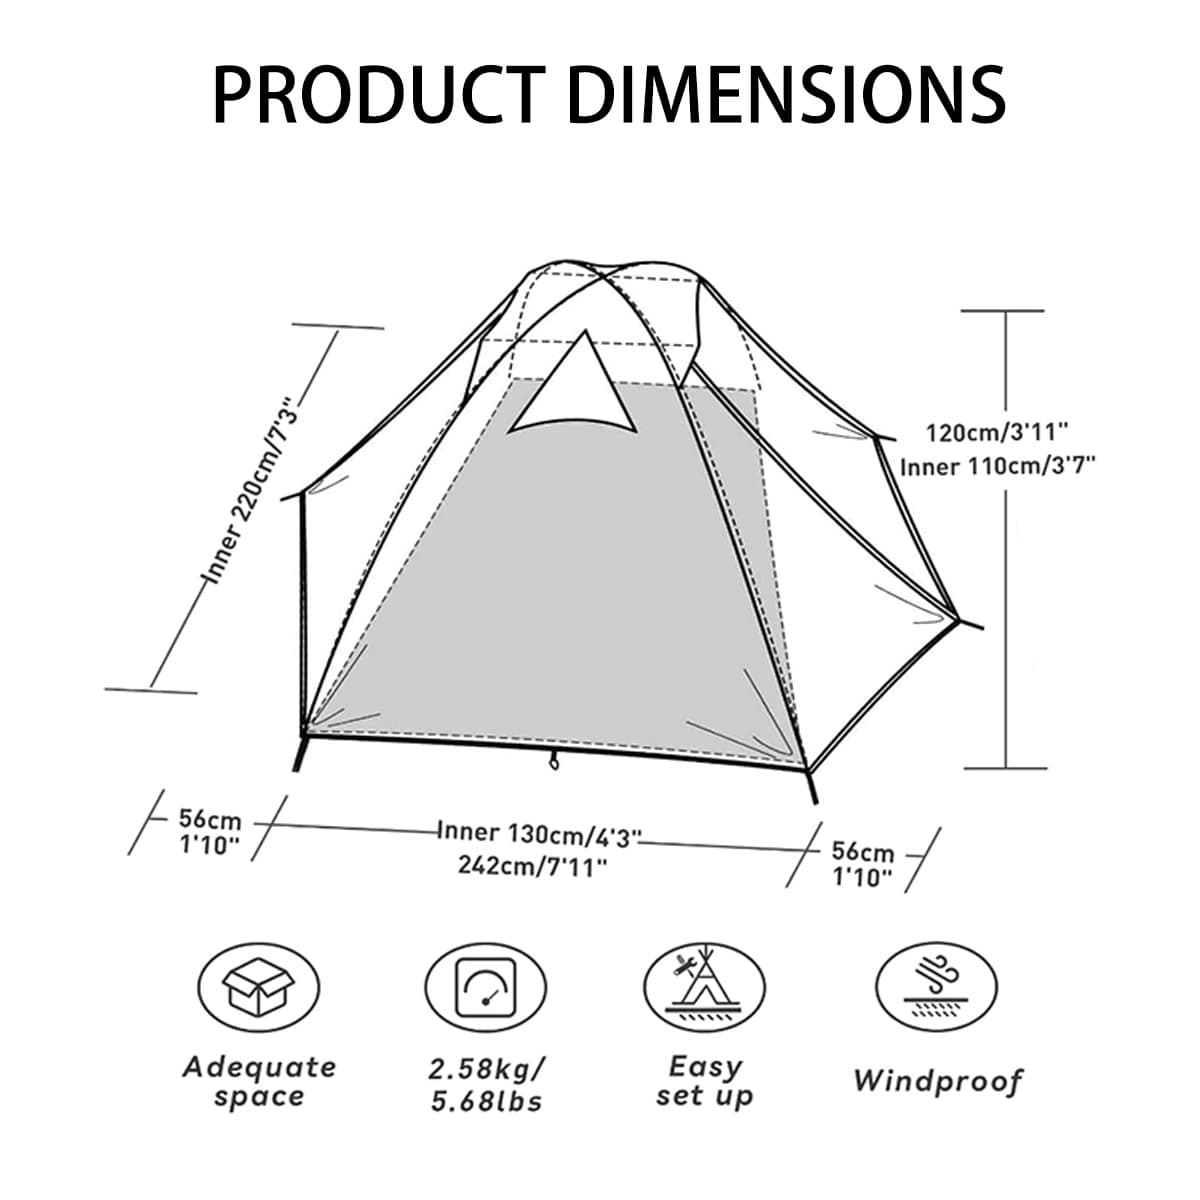 PRODUCT DIMENSIONS
Inner 220cm/7'3"
120cm/3'11"
Inner 110cm/3'7"
56cm
1'10"
Inner 130cm/4'3"
242cm/7'11"
56cm
1'10"
Adequate
space
2.58kg/
5.68lbs
Easy
set up
Windproof